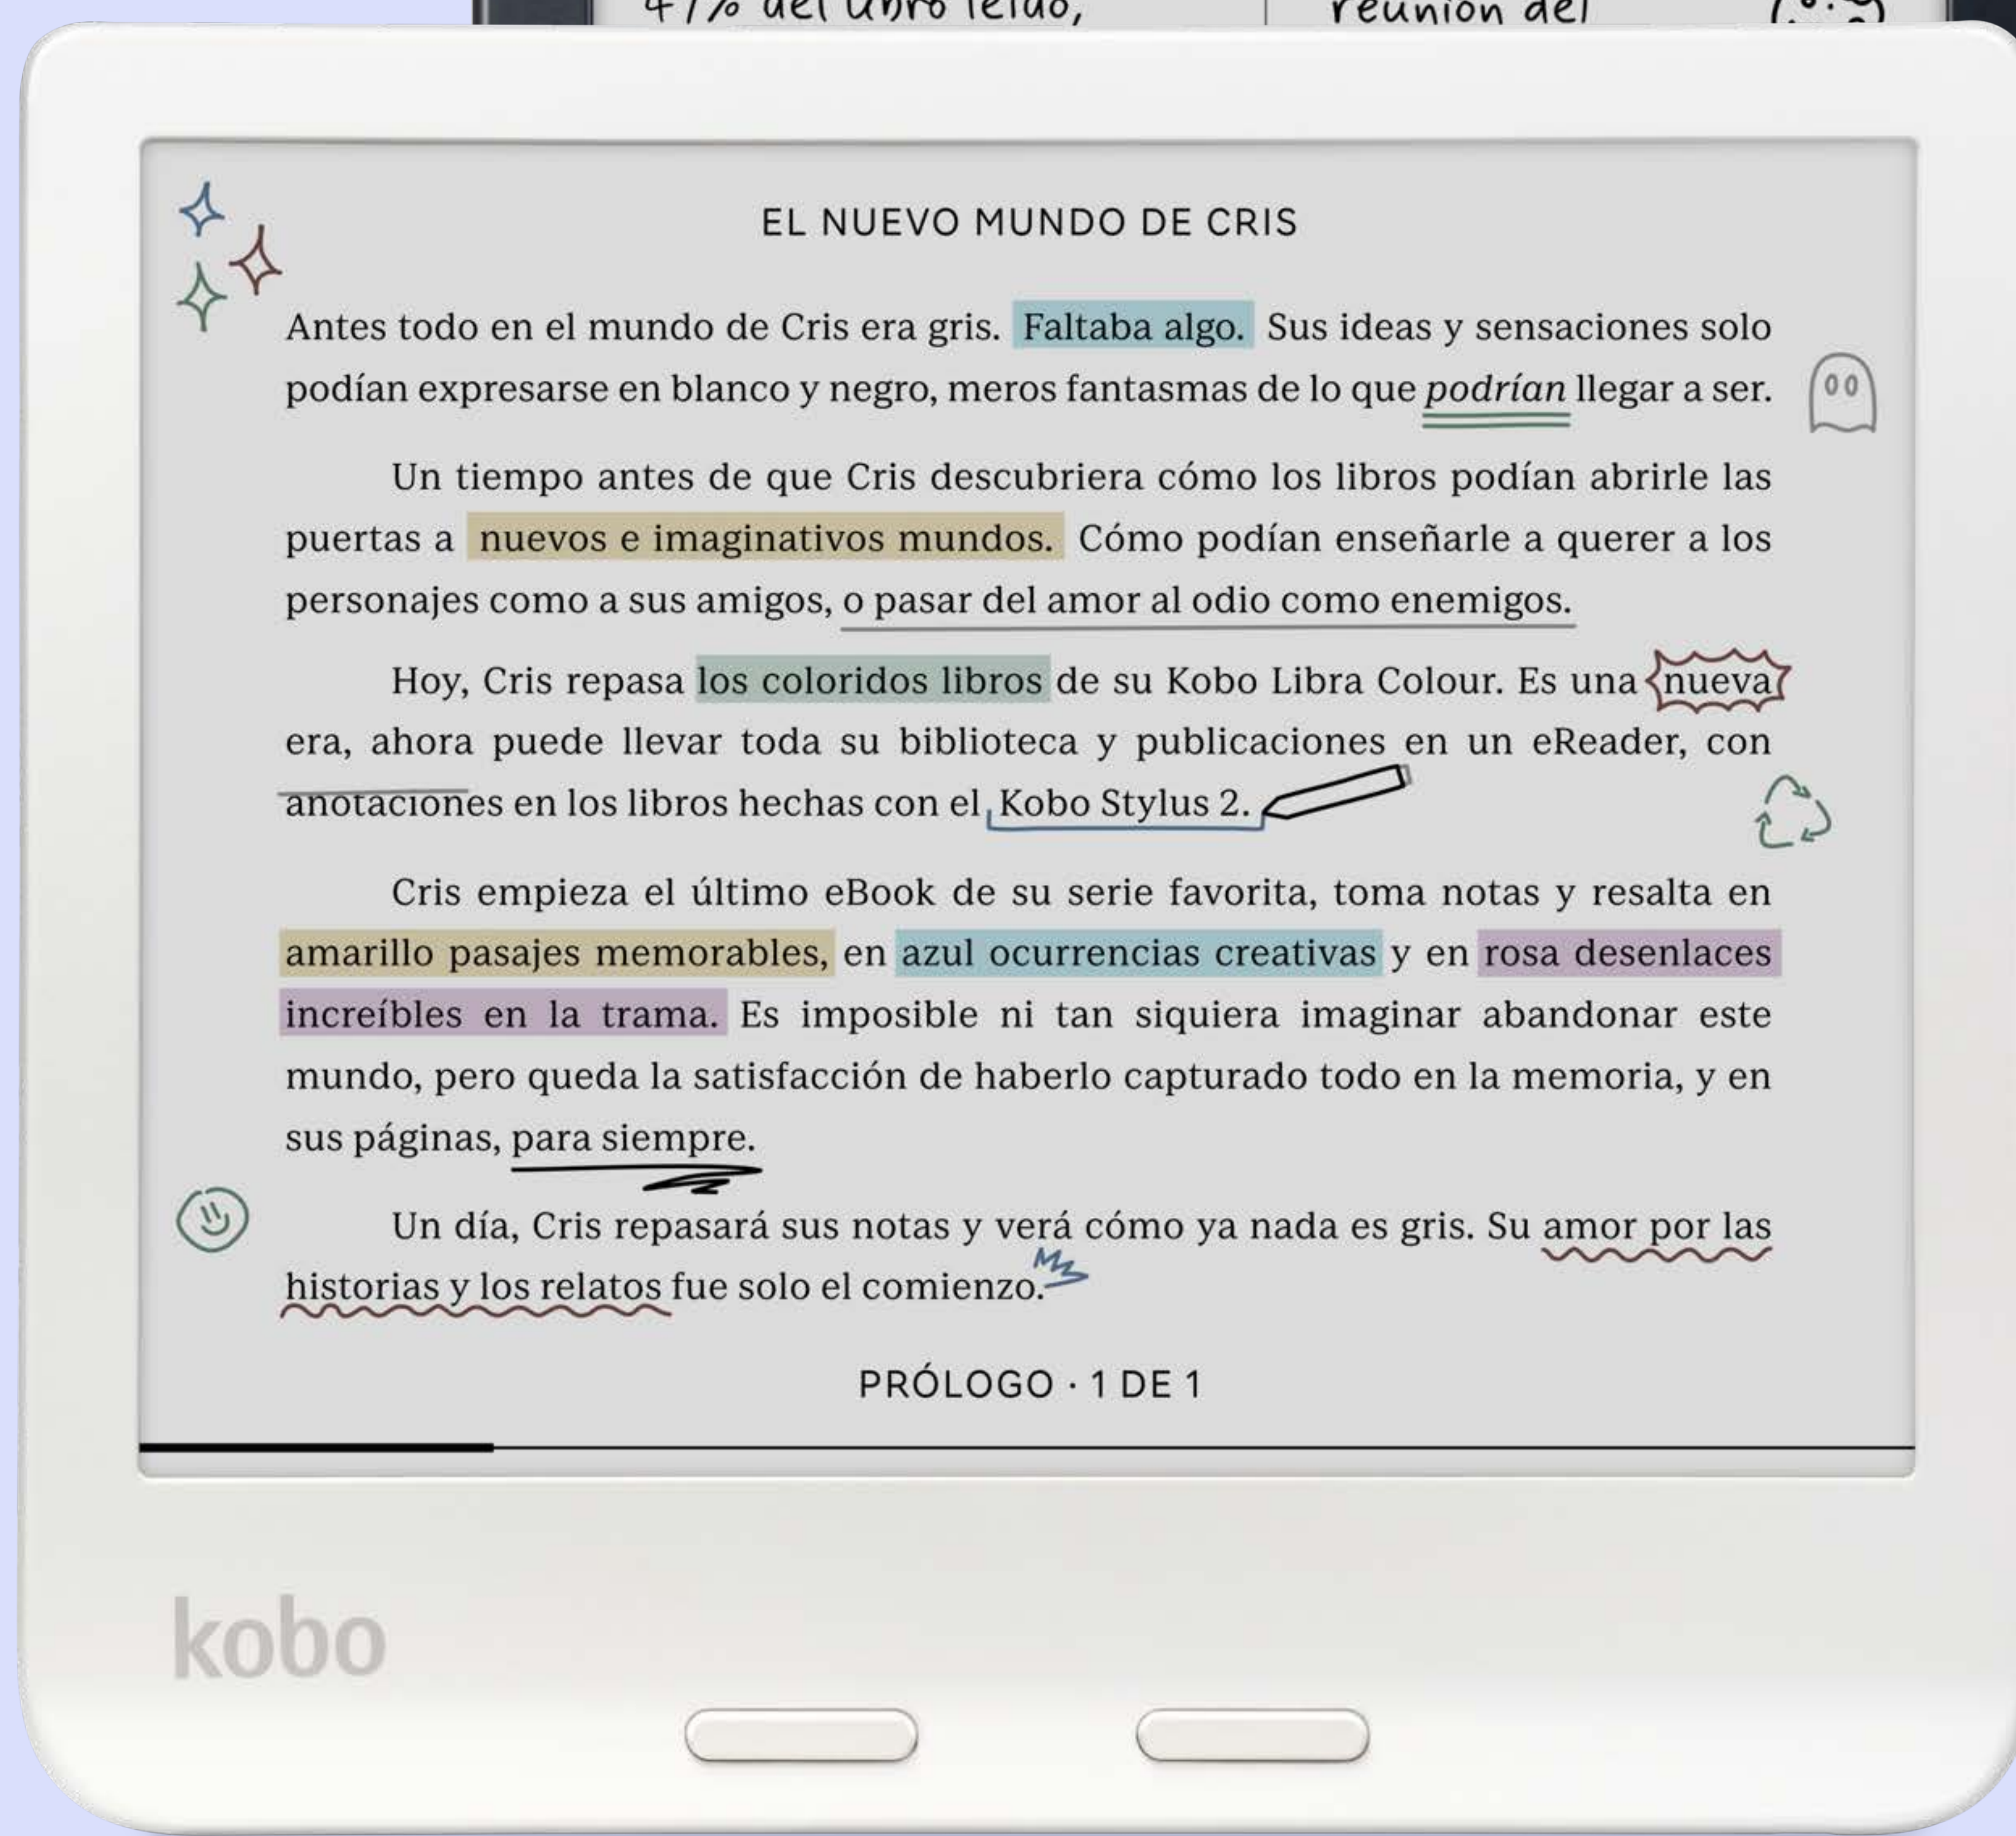 47% del libro leído,
reunión del
EL NUEVO MUNDO DE CRIS
Antes todo en el mundo de Cris era gris. Faltaba algo. Sus ideas y sensaciones solo
podían expresarse en blanco y negro, meros fantasmas de lo que podrían llegar a ser.
Un tiempo antes de que Cris descubriera cómo los libros podían abrirle las
puertas a nuevos e imaginativos mundos. Cómo podían enseñarle a querer a los
personajes como a sus amigos, o pasar del amor al odio como enemigos.
Hoy, Cris repasa los coloridos libros de su Kobo Libra Colour. Es una nueva
era, ahora puede llevar toda su biblioteca y publicaciones en un eReader, con
anotaciones en los libros hechas con el Kobo Stylus 2.
Cris empieza el último eBook de su serie favorita, toma notas y resalta en
amarillo pasajes memorables, en azul ocurrencias creativas y en rosa desenlaces
increíbles en la trama. Es imposible ni tan siquiera imaginar abandonar este
mundo, pero queda la satisfacción de haberlo capturado todo en la memoria, y en
sus páginas, para siempre.
Un día, Cris repasará sus notas y verá cómo ya nada es gris. Su amor por las
historias y los relatos fue solo el comienzo.
PRÓLOGO · 1 DE 1
kobo